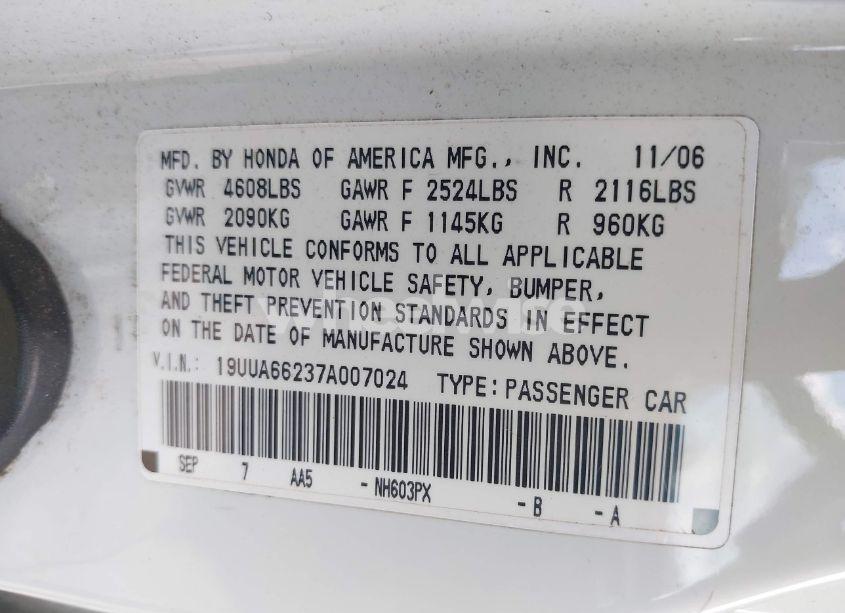 MFD. BY HONDA OF AMERICA MFG., INC. 11/06
GVWR 4608LBS GAWR F 2524LBS R 2116LBS
GVWR 2090KG GAWR F 1145KG R 960KG
THIS VEHICLE CONFORMS TO ALL APPLICABLE
FEDERAL MOTOR VEHICLE SAFETY, BUMPER,
AND THEFT PREVENTION STANDARDS IN EFFECT
ON THE DATE OF MANUFACTURE SHOWN ABOVE.
V.I.N.: 19UUA66237A007024 TYPE: PASSENGER CAR
SEP 7 AA5 - NH603PX - B - A